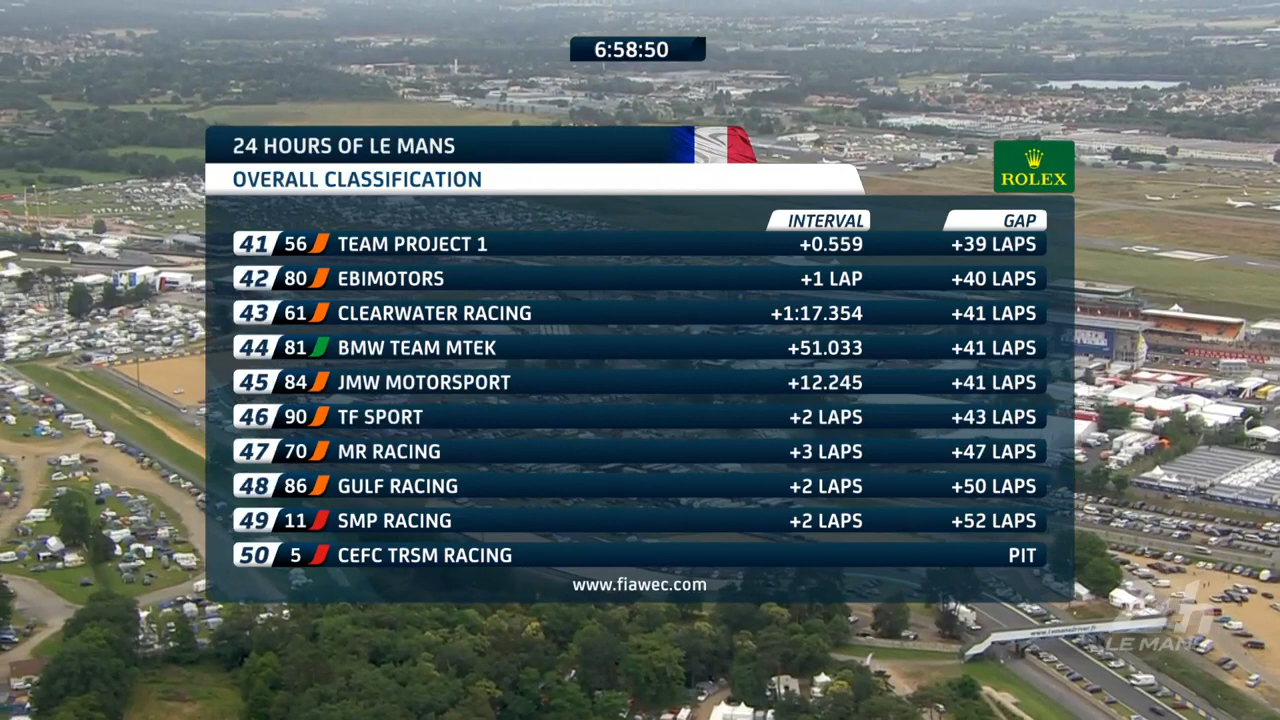 6:58:50
24 HOURS OF LE MANS
OVERALL CLASSIFICATION
ROLEX
INTERVAL GAP
41 56 TEAM PROJECT 1 +0.559 +39 LAPS
42 80 EBIMOTORS +1 LAP +40 LAPS
43 61 CLEARWATER RACING +1:17.354 +41 LAPS
44 81 BMW TEAM MTEK +51.033 +41 LAPS
45 84 JMW MOTORSPORT +12.245 +41 LAPS
46 90 TF SPORT +2 LAPS +43 LAPS
47 70 MR RACING +3 LAPS +47 LAPS
48 86 GULF RACING +2 LAPS +50 LAPS
49 11 SMP RACING +2 LAPS +52 LAPS
50 5 CEFC TRSM RACING PIT
www.fiawec.com
24h
LE MANS